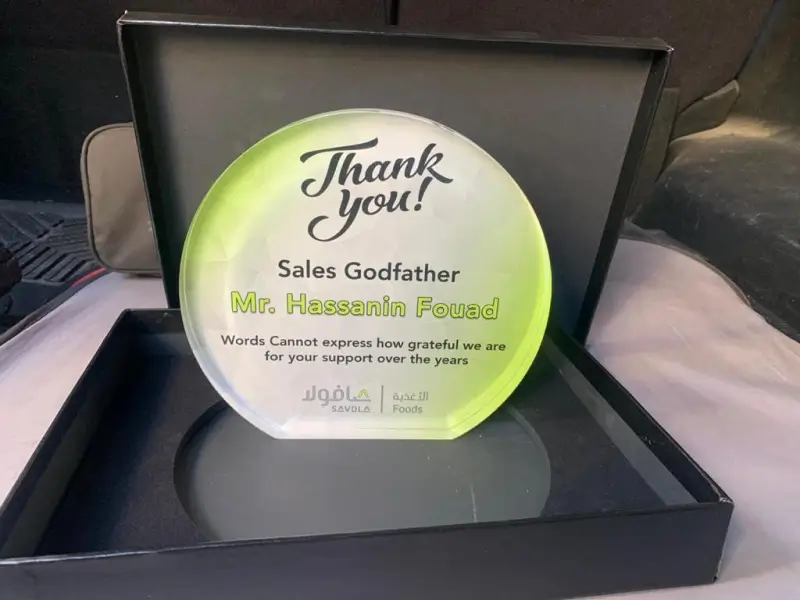 Thank
you!
Sales Godfather
Mr. Hassanin Fouad
Words Cannot express how grateful we are
for your support over the years
صافولا
SAVOLA
الأغذية
Foods